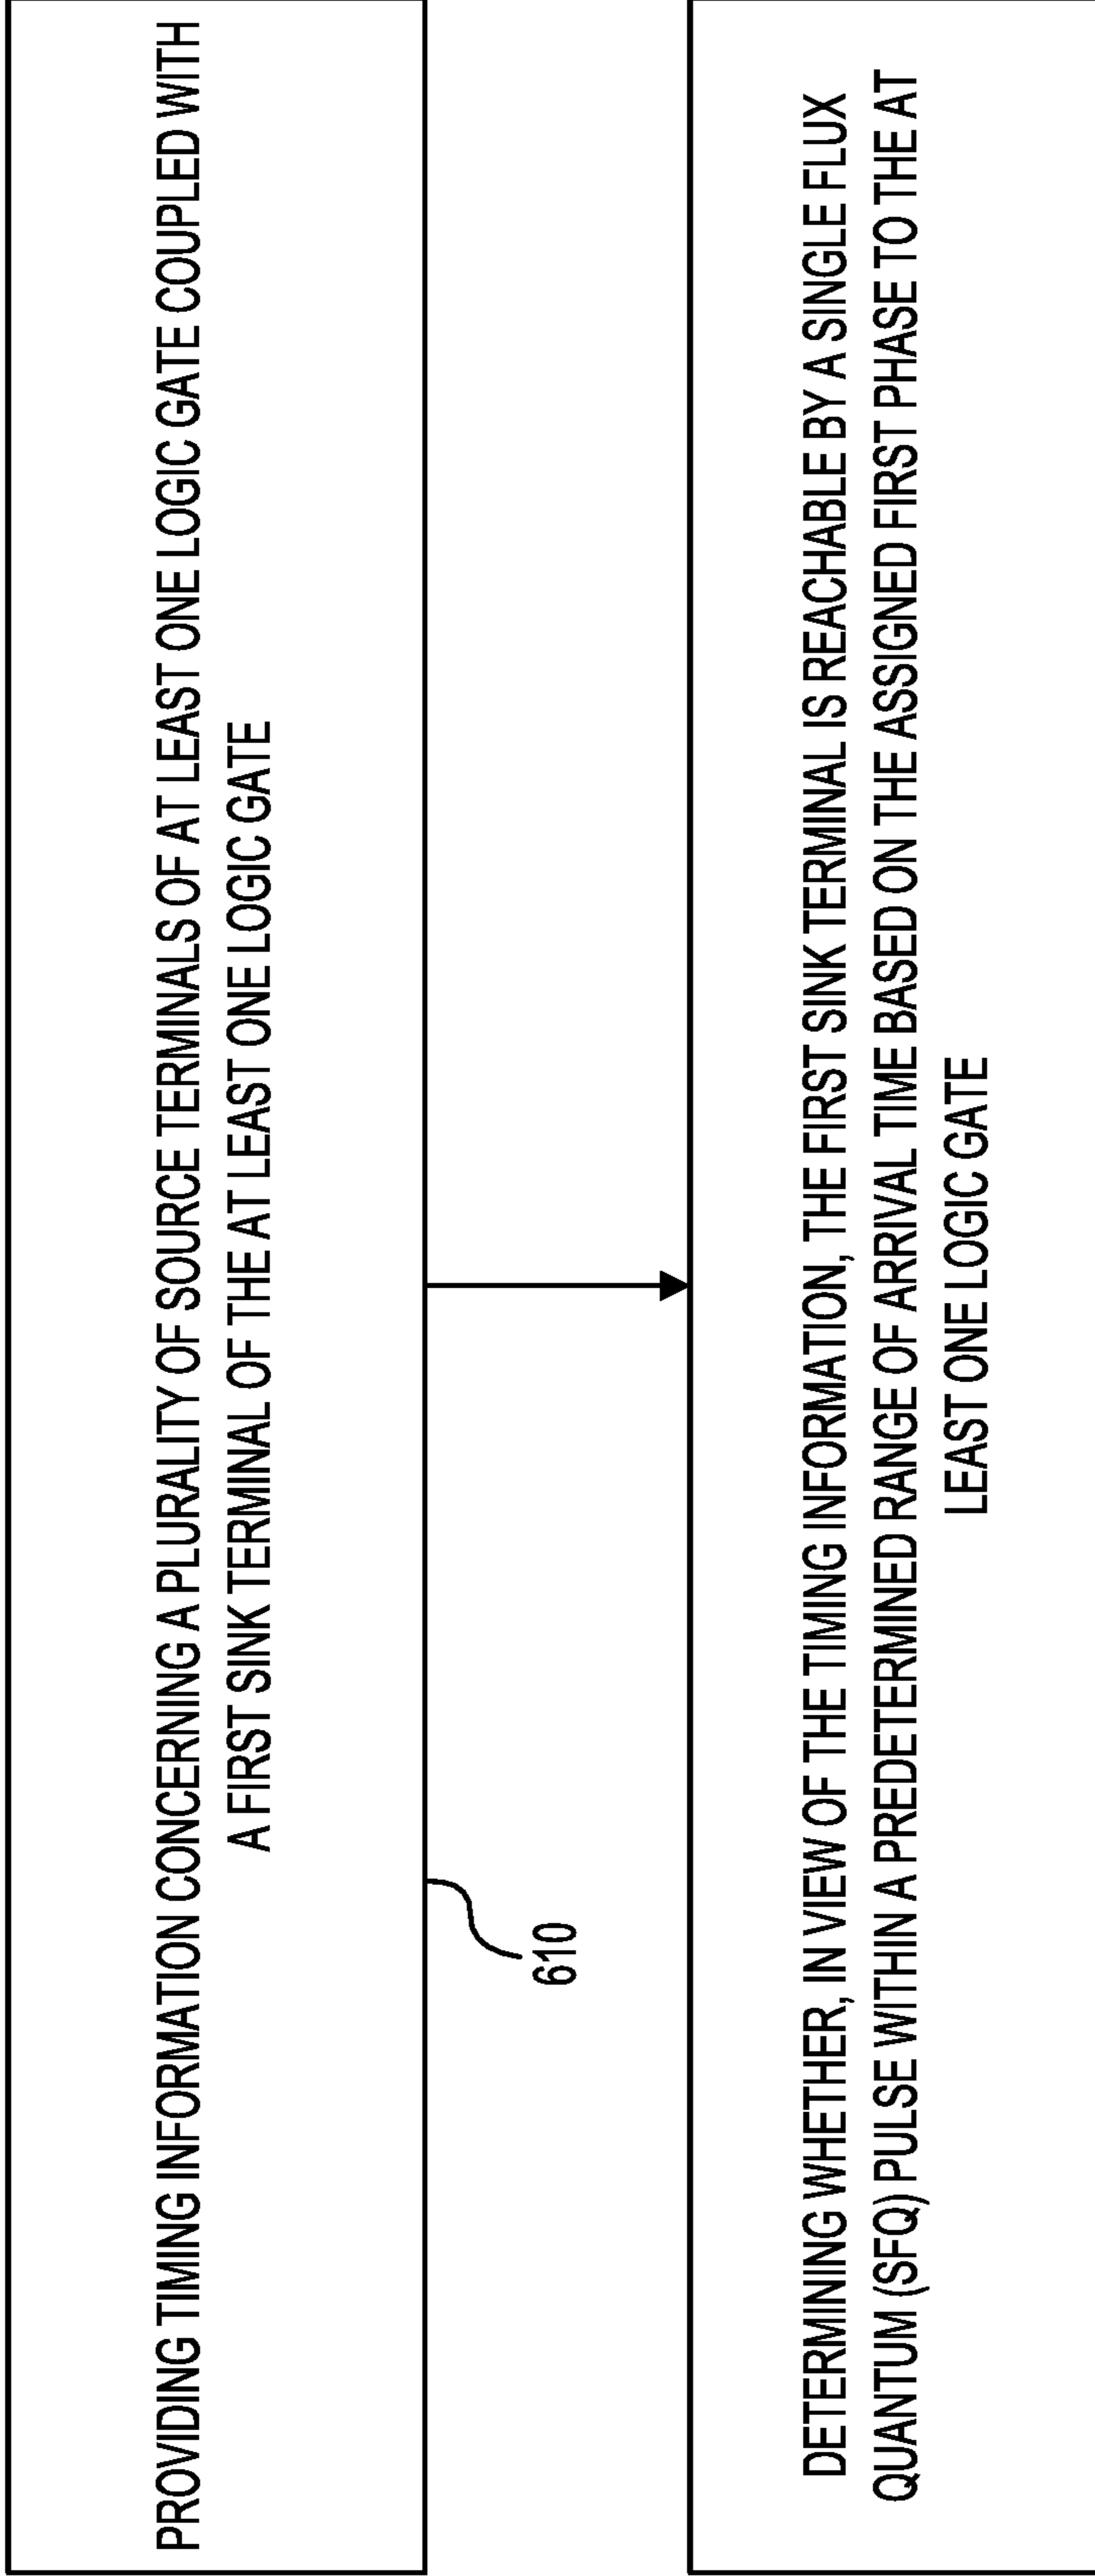 PROVIDING TIMING INFORMATION CONCERNING A PLURALITY OF SOURCE TERMINALS OF AT LEAST ONE LOGIC GATE COUPLED WITH
A FIRST SINK TERMINAL OF THE AT LEAST ONE LOGIC GATE
610
DETERMINING WHETHER, IN VIEW OF THE TIMING INFORMATION, THE FIRST SINK TERMINAL IS REACHABLE BY A SINGLE FLUX
QUANTUM (SFQ) PULSE WITHIN A PREDETERMINED RANGE OF ARRIVAL TIME BASED ON THE ASSIGNED FIRST PHASE TO THE AT
LEAST ONE LOGIC GATE